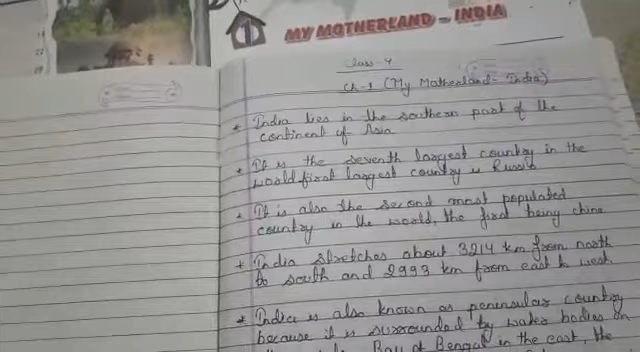 1
MY MOTHERLAND - INDIA
Class-4
Ch-1 (My Motherland-India)
* India lies in the southern part of the
continent of Asia
* It is the seventh largest country in the
world first largest country is Russia
* It is also the second most populated
country in the world, the first being china
* India stretches about 3214 km from north
to south and 2993 km from east to west.
* India is also known as peninsular country
because it is surrounded by water bodies on
Bay of Bengal in the east, the